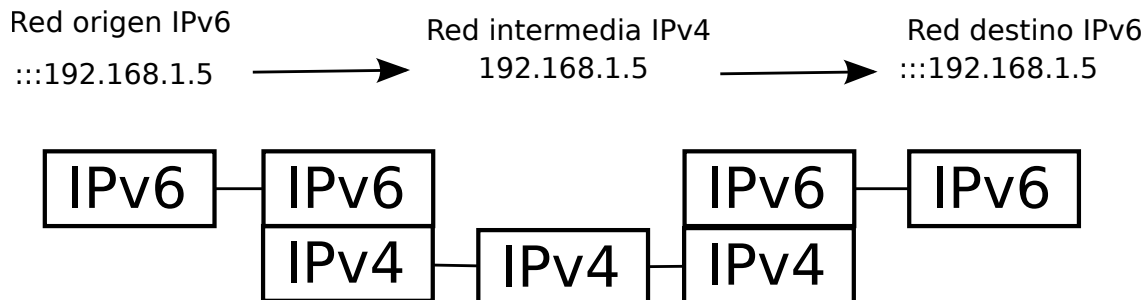 Red origen IPv6
:::192.168.1.5
Red intermedia IPv4
192.168.1.5
Red destino IPv6
:::192.168.1.5
IPv6
IPv6
IPv4
IPv4
IPv6
IPv4
IPv6